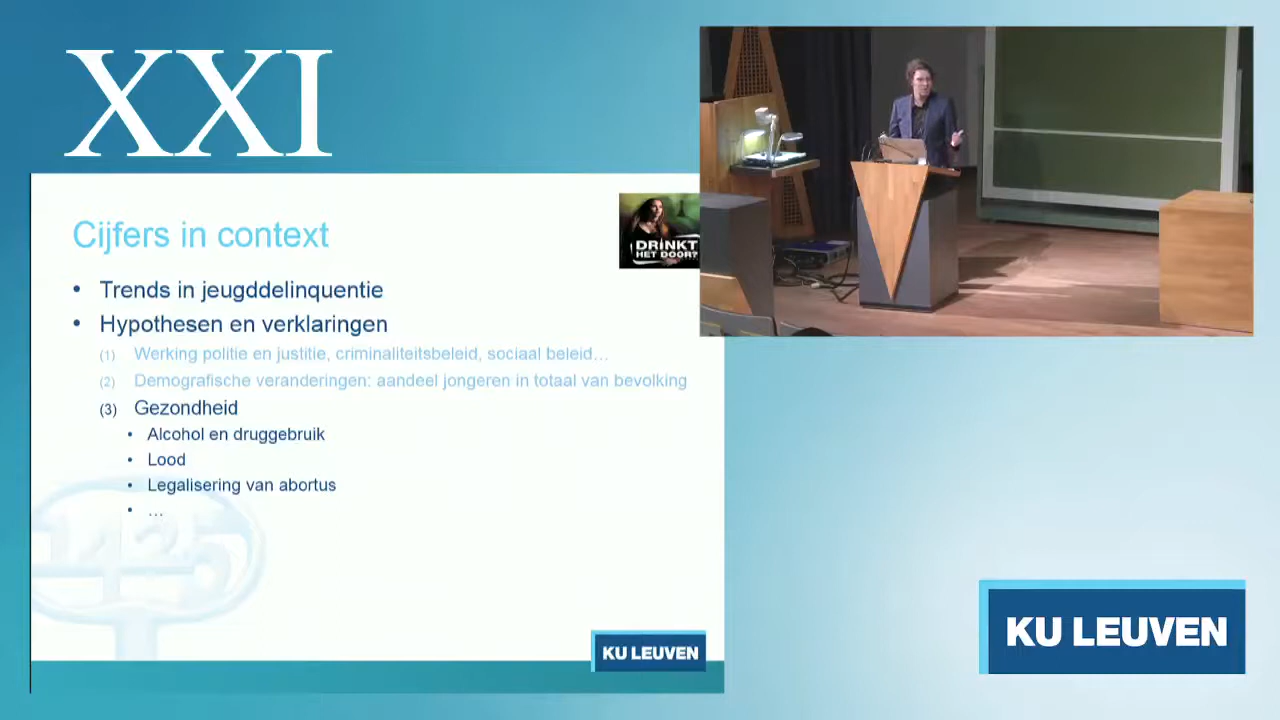 XXI
Cijfers in context
DRINKT
HET DOOR?
• Trends in jeugddelinquentie
• Hypothesen en verklaringen
(1) Werking politie en justitie, criminaliteitsbeleid, sociaal beleid…
(2) Demografische veranderingen: aandeel jongeren in totaal van bevolking
(3) Gezondheid
• Alcohol en druggebruik
• Lood
• Legalisering van abortus
• …
1425
KU LEUVEN
KU LEUVEN